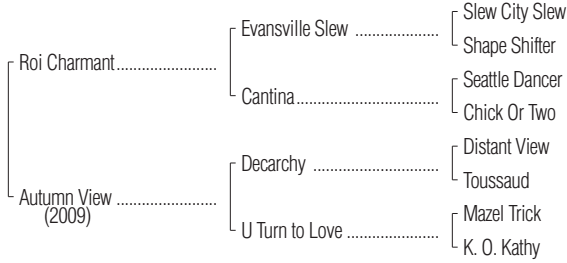 Slew City Slew
Evansville Slew ..................
Shape Shifter
Roi Charmant........................
Seattle Dancer
Cantina..................................
Chick Or Two
Distant View
Decarchy ..............................
Toussaud
Autumn View ........................
(2009)
Mazel Trick
U Turn to Love ......................
K. O. Kathy